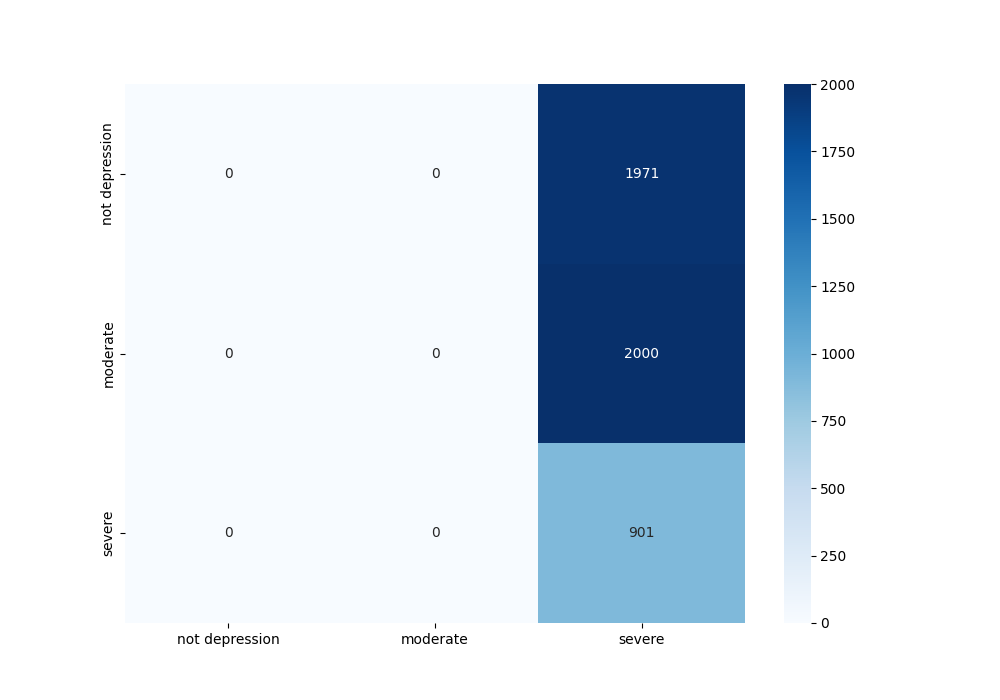 not depression
moderate
severe
0 0 1971
0 0 2000
0 0 901
not depression moderate severe
2000
1750
1500
1250
1000
750
500
250
0